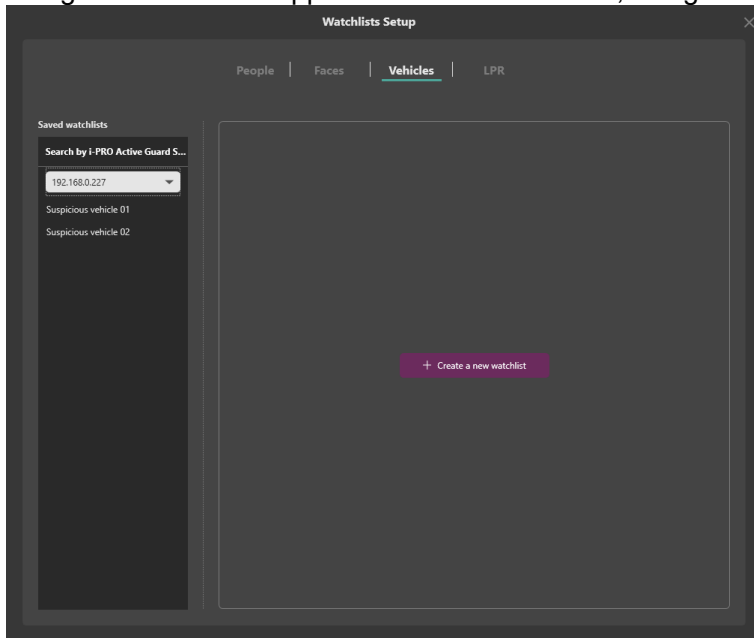 Watchlists Setup
People Faces Vehicles LPR
Saved watchlists
Search by i-PRO Active Guard S...
192.168.0.227
Suspicious vehicle 01
Suspicious vehicle 02
+ Create a new watchlist